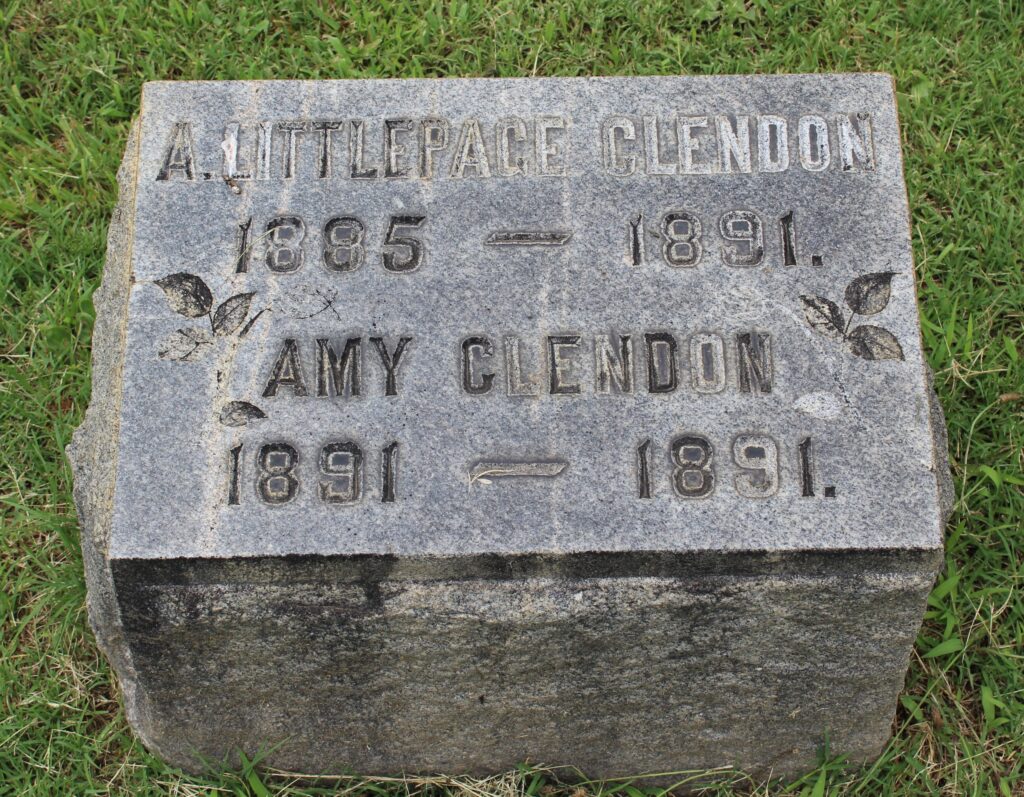 A. LITTLEPAGE CLENDON
1885 — 1891.
AMY CLENDON
1891 — 1891.